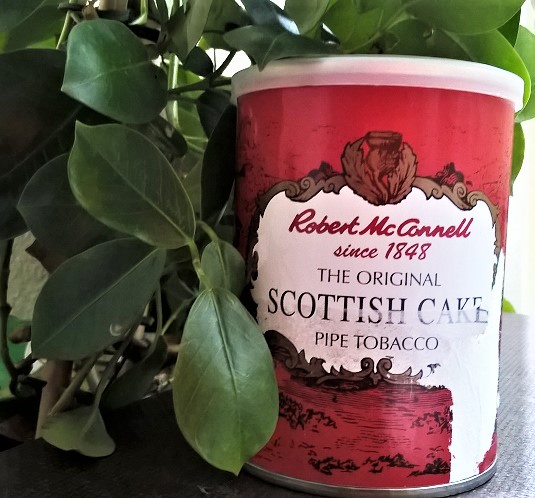 Robert McConnell
since 1848
THE ORIGINAL
SCOTTISH CAKE
PIPE TOBACCO